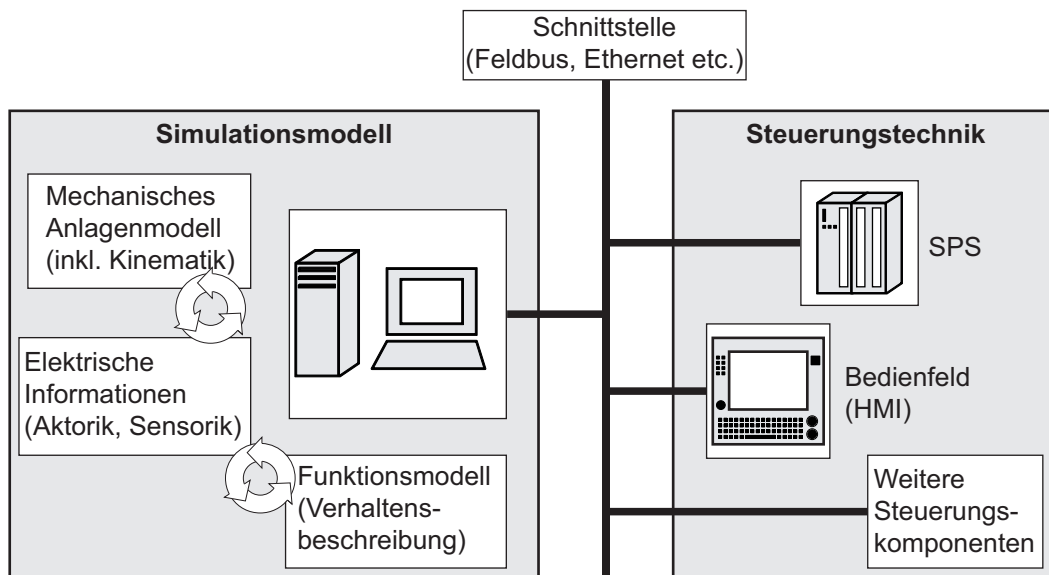 Schnittstelle
(Feldbus, Ethernet etc.)
Simulationsmodell
Mechanisches
Anlagenmodell
(inkl. Kinematik)
Elektrische
Informationen
(Aktorik, Sensorik)
Funktionsmodell
(Verhaltens-
beschreibung)
Steuerungstechnik
SPS
Bedienfeld
(HMI)
Weitere
Steuerungs-
komponenten